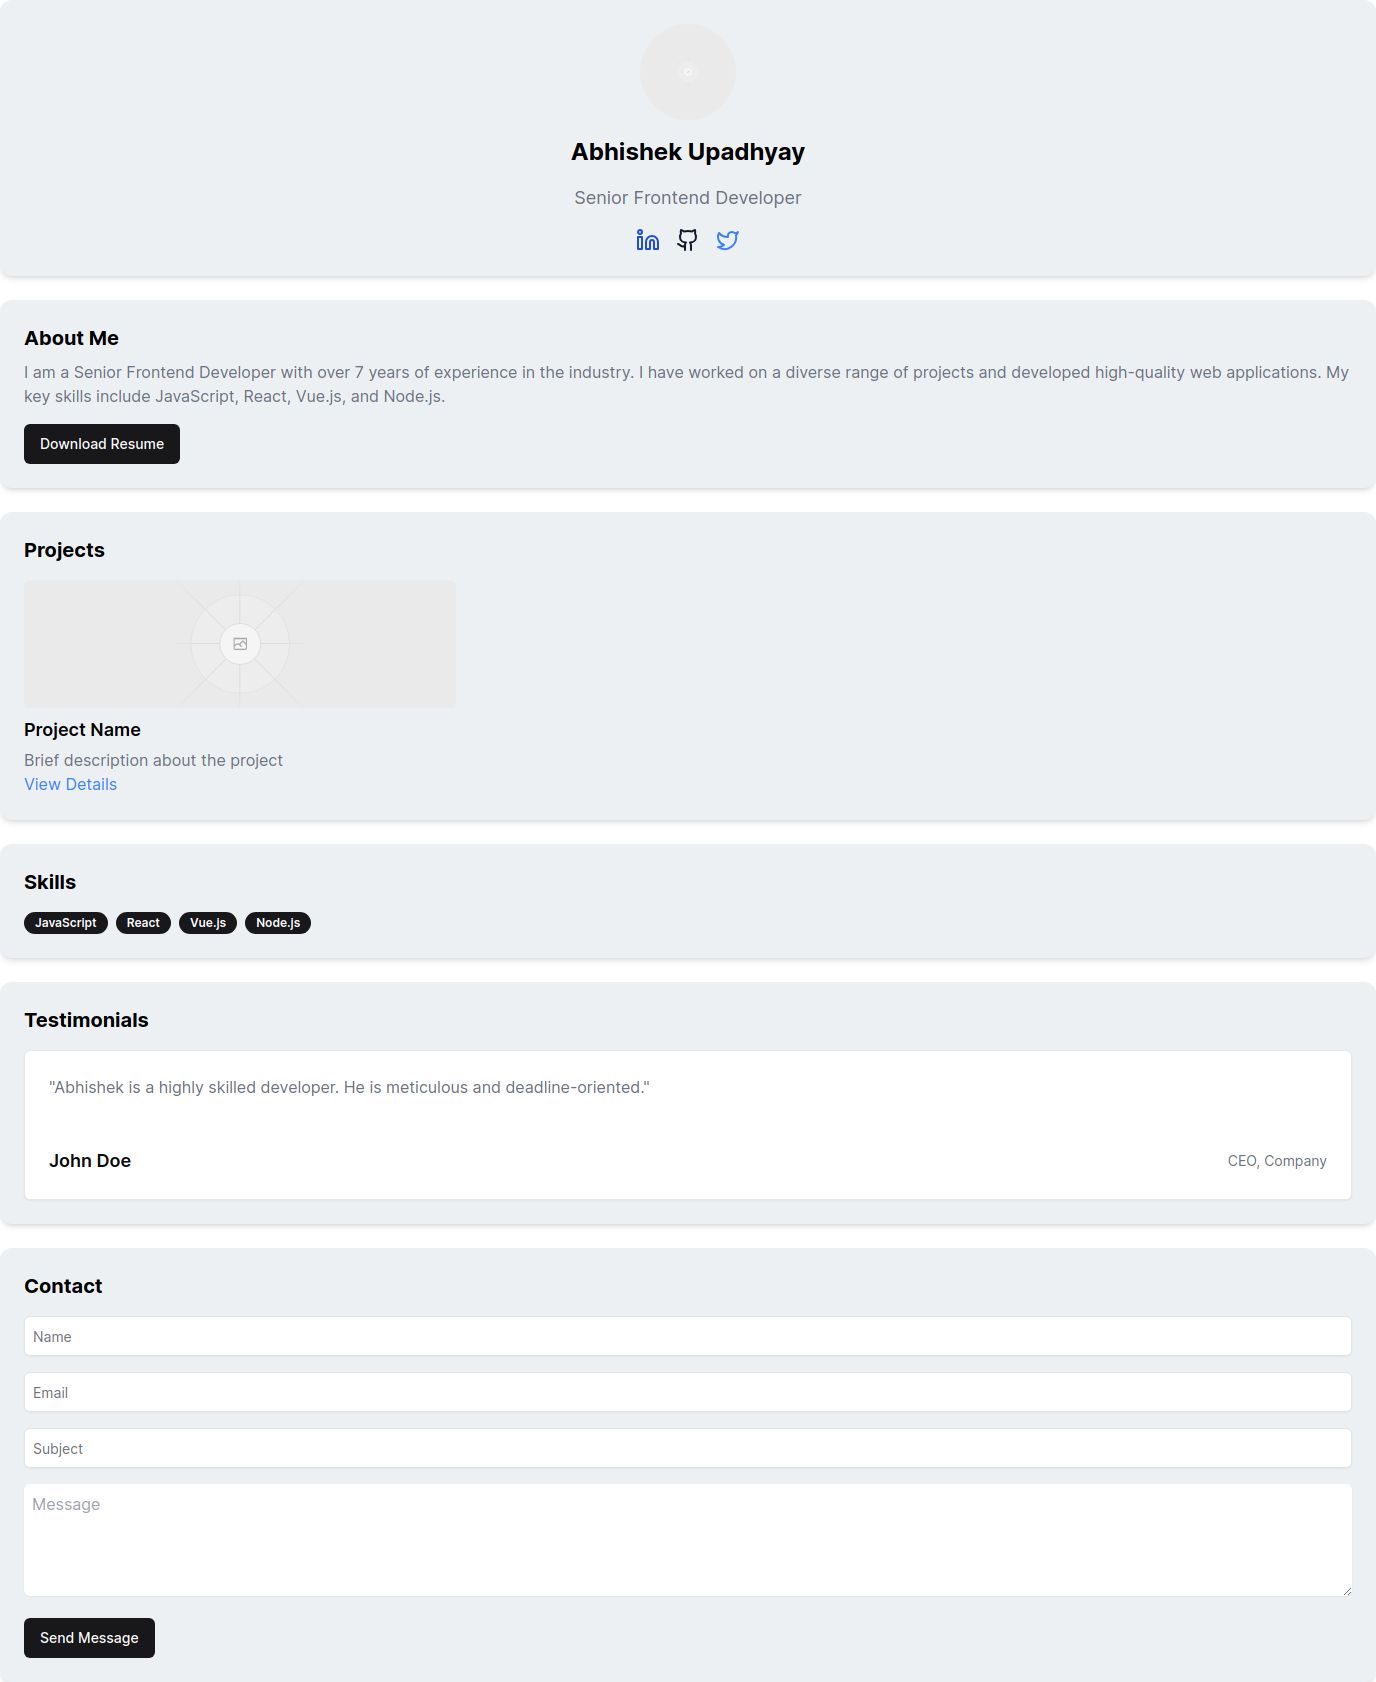 Abhishek Upadhyay
Senior Frontend Developer
About Me
I am a Senior Frontend Developer with over 7 years of experience in the industry. I have worked on a diverse range of projects and developed high-quality web applications. My
key skills include JavaScript, React, Vue.js, and Node.js.
Download Resume
Projects
Project Name
Brief description about the project
View Details
Skills
JavaScript React Vue.js Node.js
Testimonials
"Abhishek is a highly skilled developer. He is meticulous and deadline-oriented."
John Doe CEO, Company
Contact
Name
Email
Subject
Message
Send Message